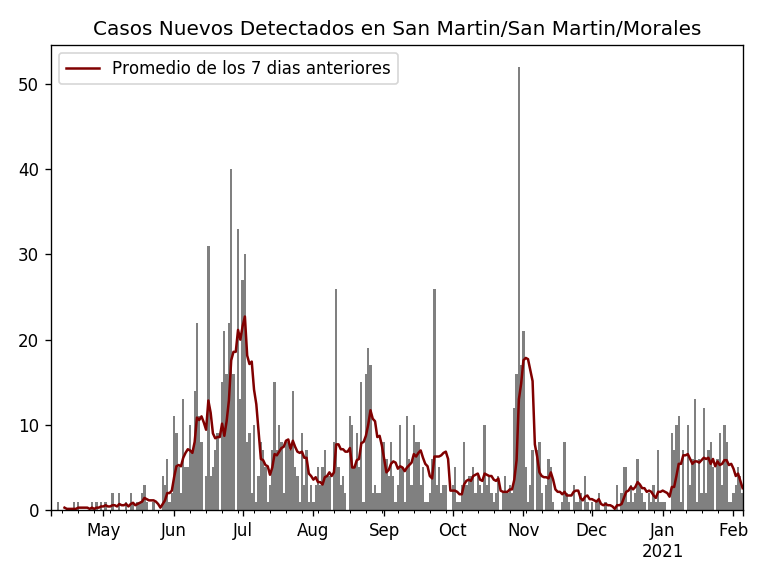 Casos Nuevos Detectados en San Martin/San Martin/Morales
Promedio de los 7 dias anteriores
50
40
30
20
10
0
May Jun Jul Aug Sep Oct Nov Dec Jan Feb
2021